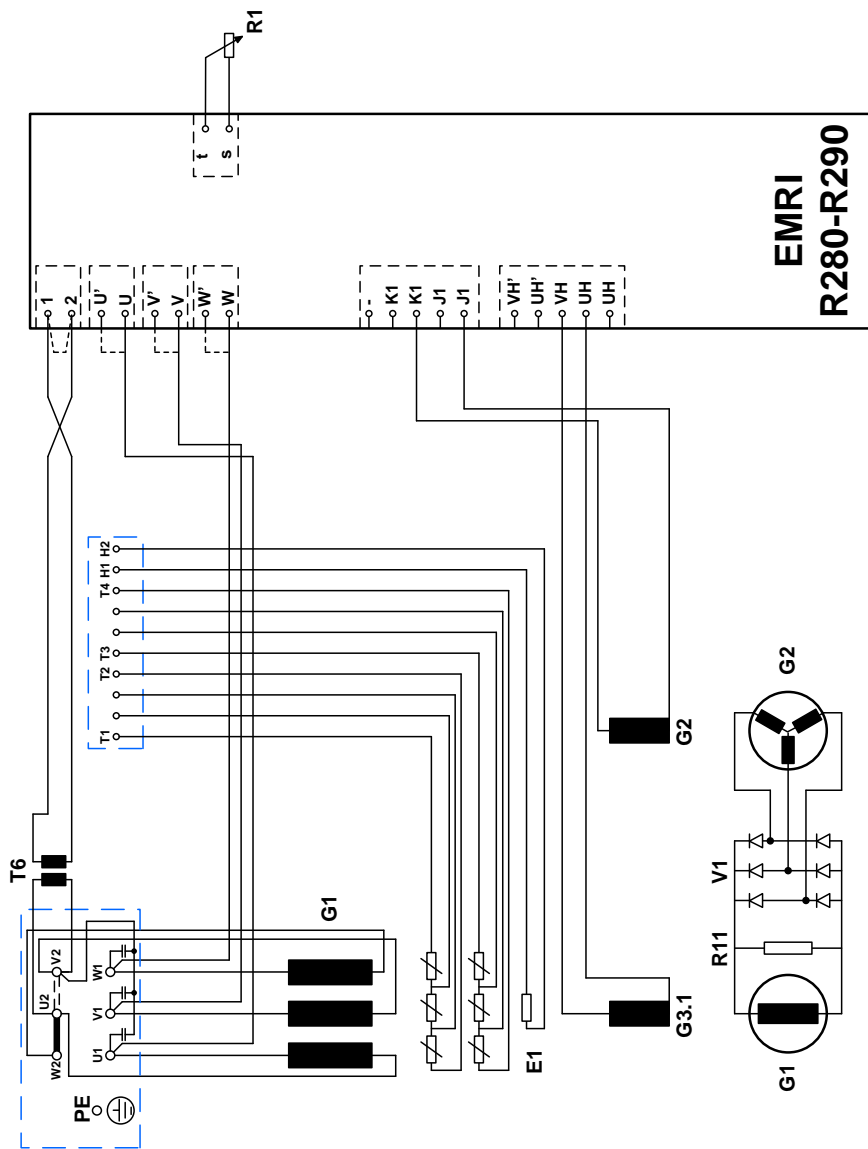 R1
t
s
EMRI
R280-R290
1
2
U'
U
V'
V
W'
W
-
K1
K1
J1
J1
VH'
UH'
VH
UH
UH
H2
H1
T4
T3
T2
T1
T6
G1
V2
U2
W2
W1
V1
U1
PE
E1
G2
G3.1
G2
V1
R11
G1